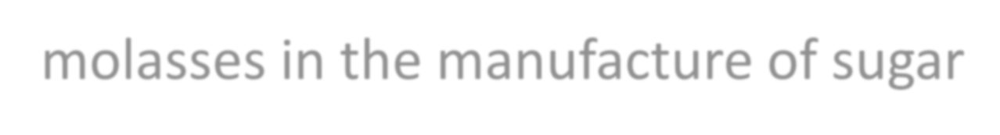 molasses in the manufacture of sugar